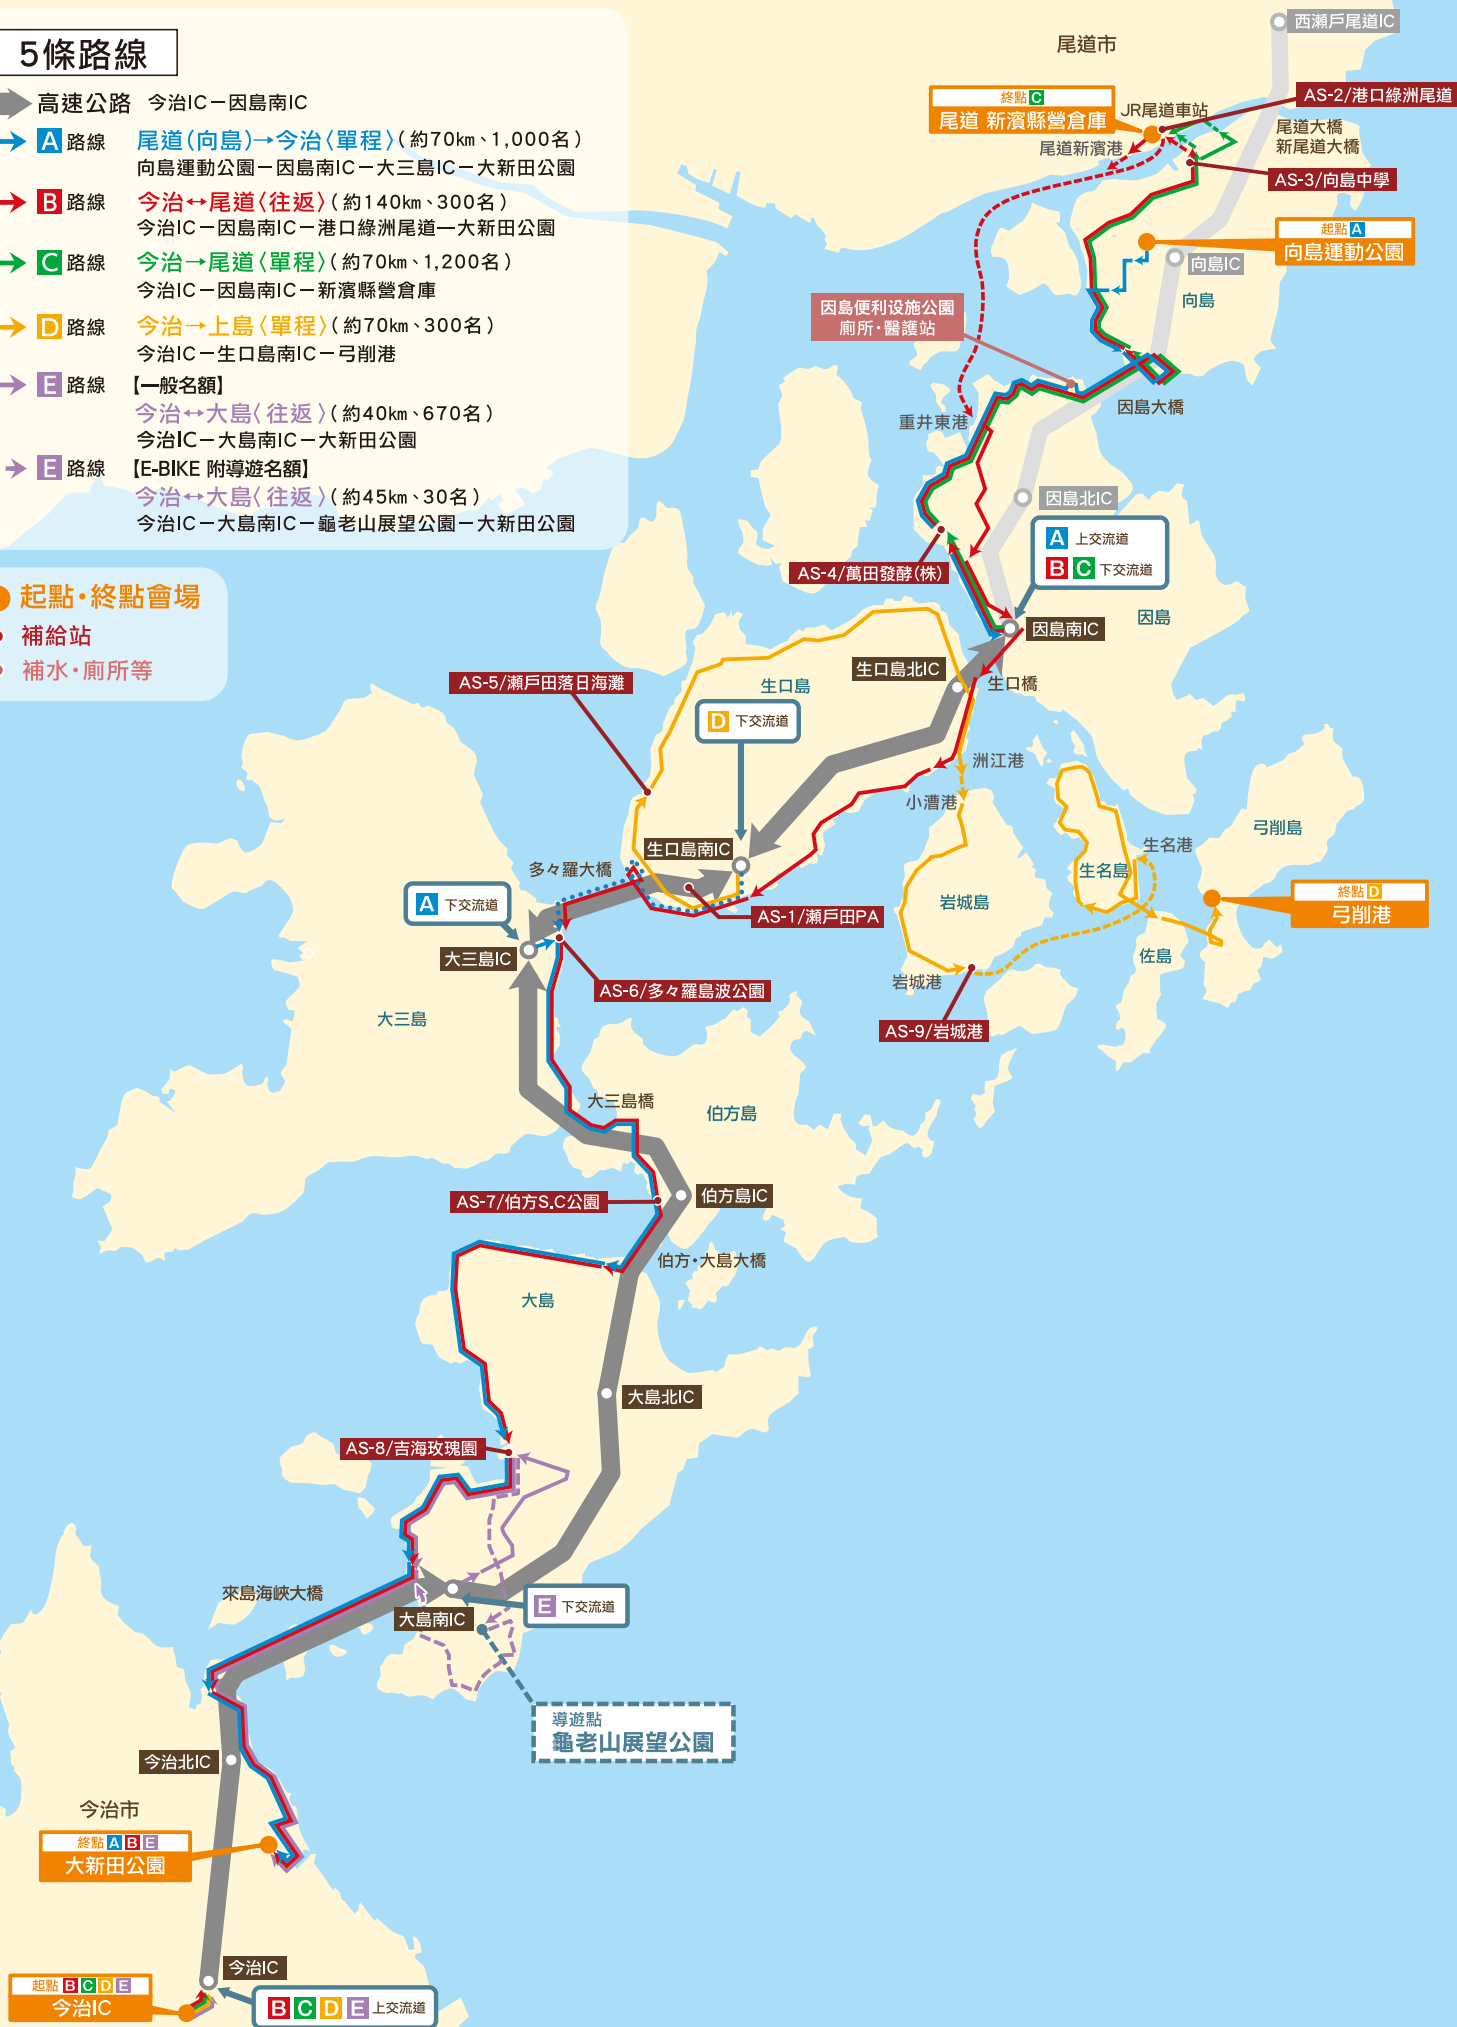 5條路線
高速公路 今治IC－因島南IC
A 路線 尾道(向島)→今治〈單程〉(約70km、1,000名)
向島運動公園－因島南IC－大三島IC－大新田公園
B 路線 今治↔尾道〈往返〉(約140km、300名)
今治IC－因島南IC－港口綠洲尾道—大新田公園
C 路線 今治→尾道〈單程〉(約70km、1,200名)
今治IC－因島南IC－新濱縣營倉庫
D 路線 今治→上島〈單程〉(約70km、300名)
今治IC－生口島南IC－弓削港
E 路線 【一般名額】
今治↔大島〈往返〉(約40km、670名)
今治IC－大島南IC－大新田公園
E 路線 【E-BIKE 附導遊名額】
今治↔大島〈往返〉(約45km、30名)
今治IC－大島南IC－龜老山展望公園－大新田公園
起點・終點會場
補給站
補水・廁所等
西瀨戶尾道IC
尾道市
終點 C
尾道 新濱縣營倉庫
JR尾道車站
AS-2/港口綠洲尾道
尾道大橋
新尾道大橋
尾道新濱港
AS-3/向島中學
起點 A
向島運動公園
向島IC
向島
因島便利设施公園
廁所・醫護站
重井東港
因島大橋
因島北IC
A 上交流道
B C 下交流道
AS-4/萬田發酵(株)
因島
因島南IC
生口島北IC
生口橋
AS-5/瀨戶田落日海灘
生口島
D 下交流道
洲江港
小漕港
生口島南IC
多々羅大橋
A 下交流道
大三島IC
AS-1/瀨戶田PA
AS-6/多々羅島波公園
岩城島
岩城港
AS-9/岩城港
生名島
生名港
弓削島
終點 D
弓削港
佐島
大三島
大三島橋
伯方島
AS-7/伯方S.C公園
伯方島IC
伯方・大島大橋
大島
大島北IC
AS-8/吉海玫瑰園
來島海峽大橋
大島南IC
E 下交流道
導遊點
龜老山展望公園
今治北IC
今治市
終點 A B E
大新田公園
今治IC
起點 B C D E
今治IC
B C D E 上交流道